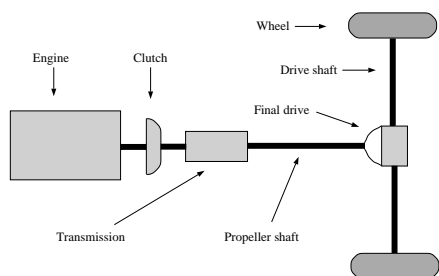 Wheel
Engine
Clutch
Drive shaft
Final drive
Transmission
Propeller shaft